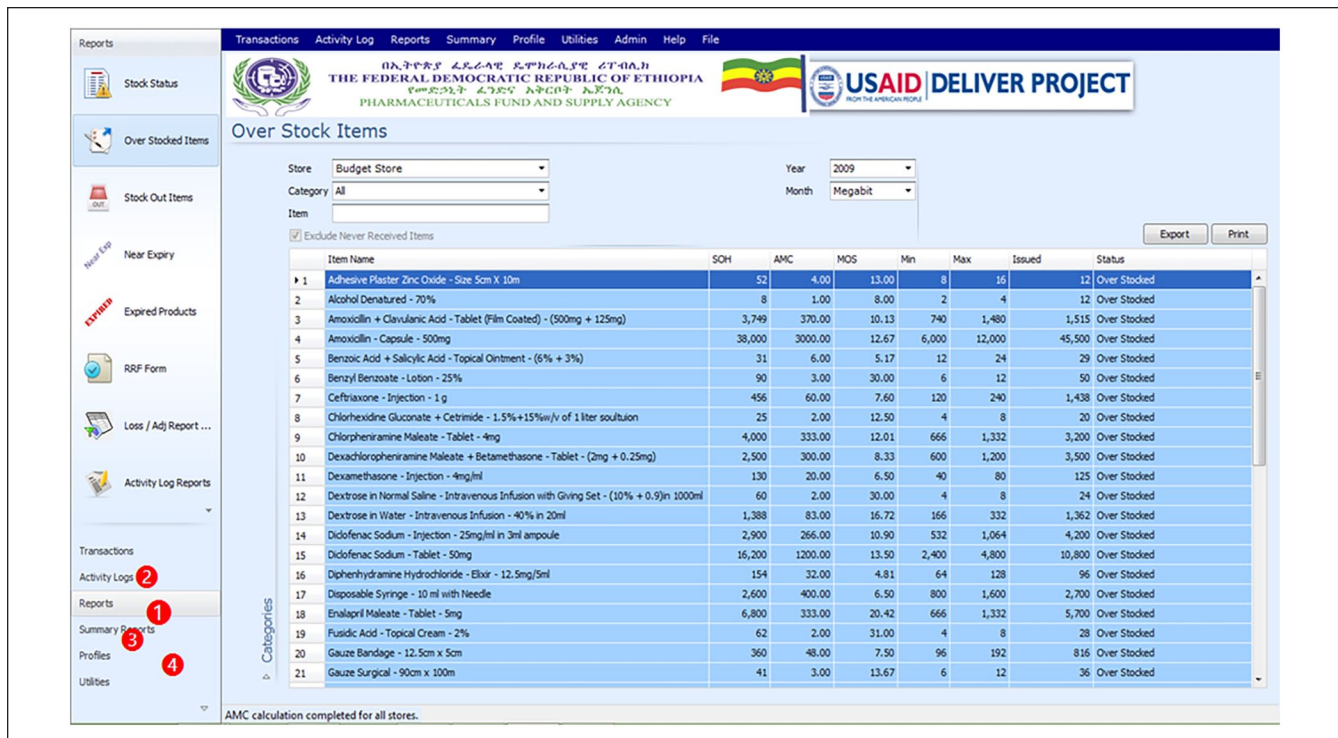 Reports
Stock Status
Over Stocked Items
OUT
Stock Out Items
Near Exp
Near Expiry
EXPIRED
Expired Products
RRF Form
Loss / Adj Report ...
Activity Log Reports
Transactions
Activity Logs 2
Reports 1
Summary Reports 3
Profiles 4
Utilities
Transactions Activity Log Reports Summary Profile Utilities Admin Help File
በኢትዮጵያ ፌዴራላዊ ዴሞክራሲያዊ ሪፐብሊክ
THE FEDERAL DEMOCRATIC REPUBLIC OF ETHIOPIA
የመድኃኒት ፈንድና አቅርቦት ኤጀንሲ
PHARMACEUTICALS FUND AND SUPPLY AGENCY
USAID
FROM THE AMERICAN PEOPLE
DELIVER PROJECT
Over Stock Items
Store Budget Store Year 2009
Category All Month Megabit
Item
Exclude Never Received Items
Export Print
Item Name SOH AMC MOS Min Max Issued Status
1 Adhesive Plaster Zinc Oxide - Size 5cm X 10m 52 4.00 13.00 8 16 12 Over Stocked
2 Alcohol Denatured - 70% 8 1.00 8.00 2 4 12 Over Stocked
3 Amoxicillin + Clavulanic Acid - Tablet (Film Coated) - (500mg + 125mg) 3,749 370.00 10.13 740 1,480 1,515 Over Stocked
4 Amoxicillin - Capsule - 500mg 38,000 3000.00 12.67 6,000 12,000 45,500 Over Stocked
5 Benzoic Acid + Salicylic Acid - Topical Ointment - (6% + 3%) 31 6.00 5.17 12 24 29 Over Stocked
6 Benzyl Benzoate - Lotion - 25% 90 3.00 30.00 6 12 50 Over Stocked
7 Ceftriaxone - Injection - 1 g 456 60.00 7.60 120 240 1,438 Over Stocked
8 Chlorhexidine Gluconate + Cetrimide - 1.5%+15%w/v of 1 liter soultuion 25 2.00 12.50 4 8 20 Over Stocked
9 Chlorpheniramine Maleate - Tablet - 4mg 4,000 333.00 12.01 666 1,332 3,200 Over Stocked
10 Dexachloropheniramine Maleate + Betamethasone - Tablet - (2mg + 0.25mg) 2,500 300.00 8.33 600 1,200 3,500 Over Stocked
11 Dexamethasone - Injection - 4mg/ml 130 20.00 6.50 40 80 125 Over Stocked
12 Dextrose in Normal Saline - Intravenous Infusion with Giving Set - (10% + 0.9)in 1000ml 60 2.00 30.00 4 8 24 Over Stocked
13 Dextrose in Water - Intravenous Infusion - 40% in 20ml 1,388 83.00 16.72 166 332 1,362 Over Stocked
14 Diclofenac Sodium - Injection - 25mg/ml in 3ml ampoule 2,900 266.00 10.90 532 1,064 4,200 Over Stocked
15 Diclofenac Sodium - Tablet - 50mg 16,200 1200.00 13.50 2,400 4,800 10,800 Over Stocked
16 Diphenhydramine Hydrochloride - Elixir - 12.5mg/5ml 154 32.00 4.81 64 128 96 Over Stocked
17 Disposable Syringe - 10 ml with Needle 2,600 400.00 6.50 800 1,600 2,700 Over Stocked
18 Enalapril Maleate - Tablet - 5mg 6,800 333.00 20.42 666 1,332 5,700 Over Stocked
19 Fusidic Acid - Topical Cream - 2% 62 2.00 31.00 4 8 28 Over Stocked
20 Gauze Bandage - 12.5cm x 5cm 360 48.00 7.50 96 192 816 Over Stocked
21 Gauze Surgical - 90cm x 100m 41 3.00 13.67 6 12 36 Over Stocked
Categories
AMC calculation completed for all stores.